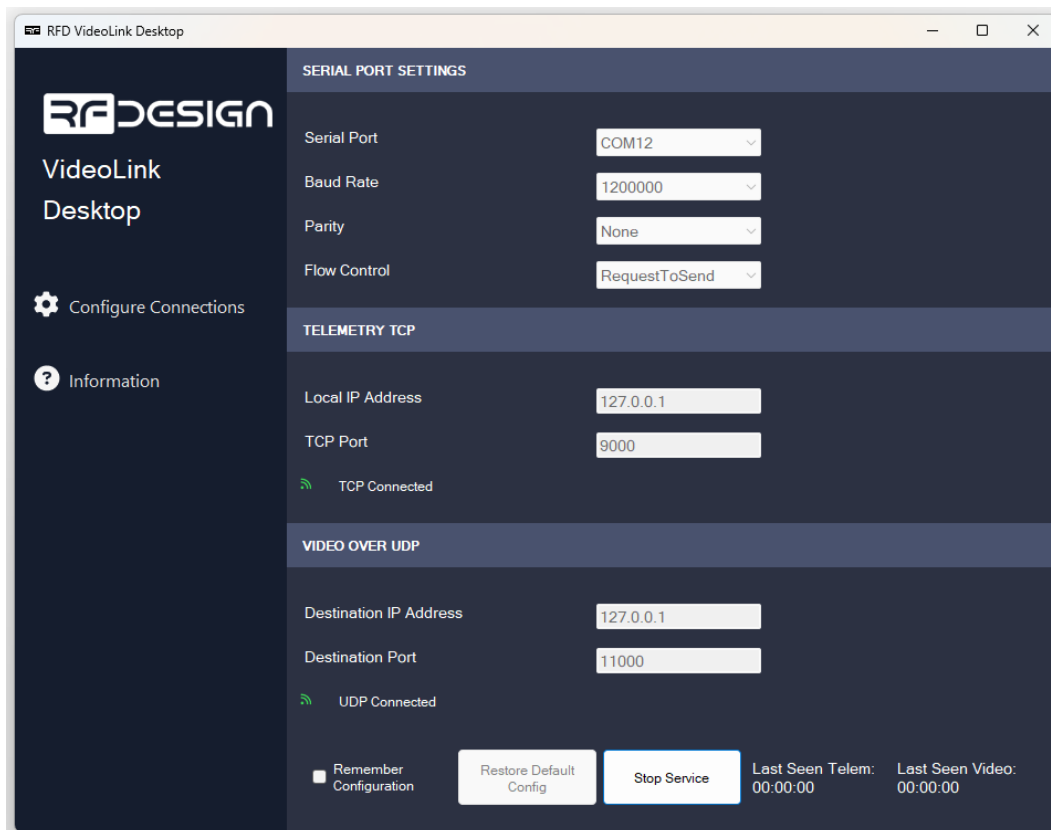 RFD VideoLink Desktop
RFDESIGN
VideoLink
Desktop
Configure Connections
Information
SERIAL PORT SETTINGS
Serial Port
COM12
Baud Rate
1200000
Parity
None
Flow Control
RequestToSend
TELEMETRY TCP
Local IP Address
127.0.0.1
TCP Port
9000
TCP Connected
VIDEO OVER UDP
Destination IP Address
127.0.0.1
Destination Port
11000
UDP Connected
Remember
Configuration
Restore Default
Config
Stop Service
Last Seen Telem:
00:00:00
Last Seen Video:
00:00:00